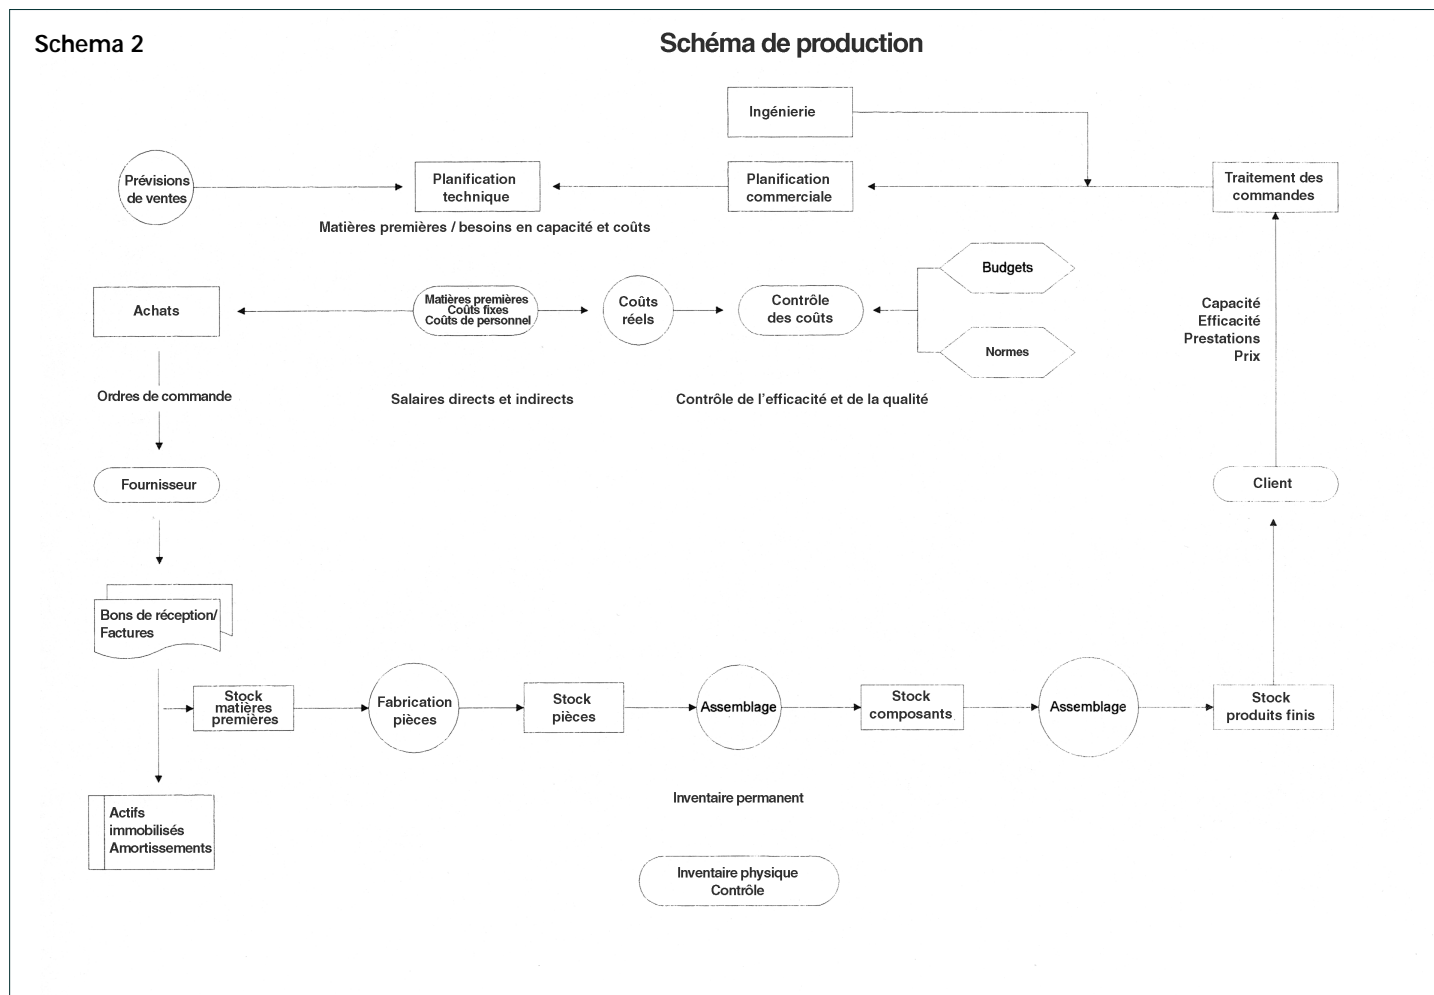 Schema 2
Schéma de production
Ingénierie
Prévisions
de ventes
Planification
technique
Planification
commerciale
Traitement des
commandes
Matières premières / besoins en capacité et coûts
Achats
Matières premières
Coûts fixes
Coûts de personnel
Coûts
réels
Contrôle
des coûts
Budgets
Normes
Capacité
Efficacité
Prestations
Prix
Ordres de commande
Salaires directs et indirects
Contrôle de l'efficacité et de la qualité
Fournisseur
Client
Bons de réception/
Factures
Stock
matières
premières
Fabrication
pièces
Stock
pièces
Assemblage
Stock
composants
Assemblage
Stock
produits finis
Inventaire permanent
Actifs
immobilisés
Amortissements
Inventaire physique
Contrôle